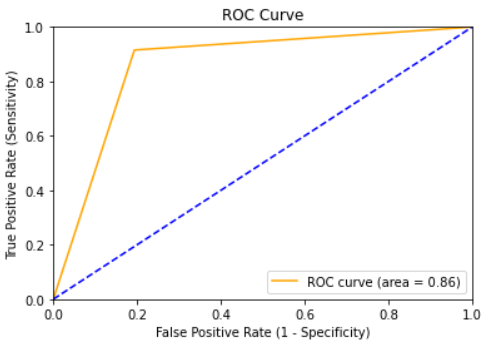 ROC Curve
1.0
0.8
0.6
0.4
0.2
0.0
True Positive Rate (Sensitivity)
ROC curve (area = 0.86)
0.0 0.2 0.4 0.6 0.8 1.0
False Positive Rate (1 - Specificity)